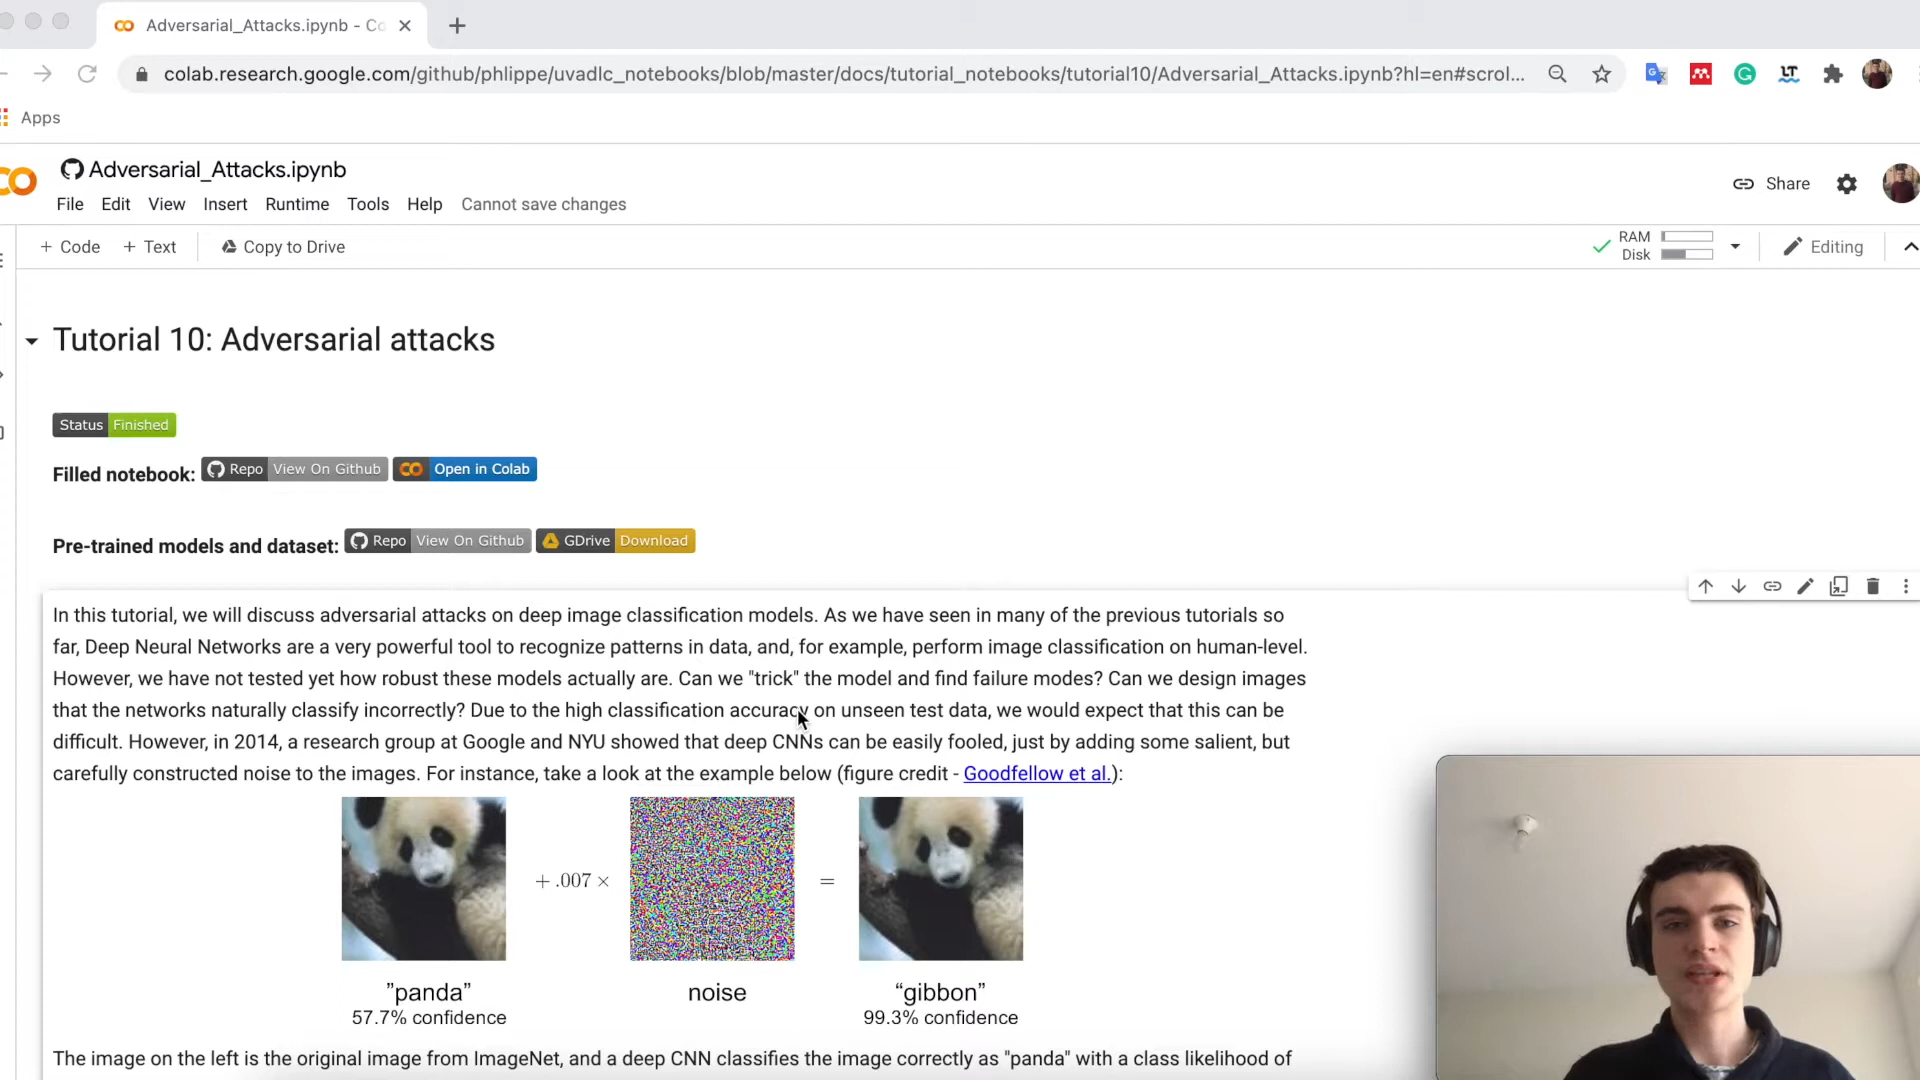 Adversarial_Attacks.ipynb - Co
colab.research.google.com/github/phlippe/uvadlc_notebooks/blob/master/docs/tutorial_notebooks/tutorial10/Adversarial_Attacks.ipynb?hl=en#scrol...
LT
Apps
Adversarial_Attacks.ipynb
Share
File Edit View Insert Runtime Tools Help Cannot save changes
+ Code + Text Copy to Drive
RAM
Disk
Editing
Tutorial 10: Adversarial attacks
Status Finished
Filled notebook: Repo View On Github Open in Colab
Pre-trained models and dataset: Repo View On Github GDrive Download
In this tutorial, we will discuss adversarial attacks on deep image classification models. As we have seen in many of the previous tutorials so
far, Deep Neural Networks are a very powerful tool to recognize patterns in data, and, for example, perform image classification on human-level.
However, we have not tested yet how robust these models actually are. Can we "trick" the model and find failure modes? Can we design images
that the networks naturally classify incorrectly? Due to the high classification accuracy on unseen test data, we would expect that this can be
difficult. However, in 2014, a research group at Google and NYU showed that deep CNNs can be easily fooled, just by adding some salient, but
carefully constructed noise to the images. For instance, take a look at the example below (figure credit - Goodfellow et al.):
+ .007 × =
”panda” noise “gibbon”
57.7% confidence 99.3% confidence
The image on the left is the original image from ImageNet, and a deep CNN classifies the image correctly as "panda" with a class likelihood of